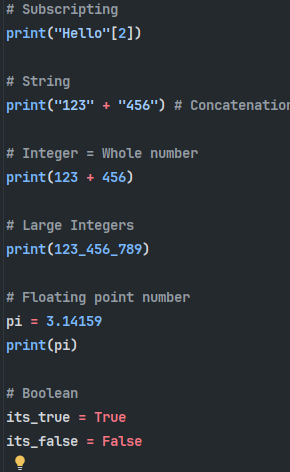 # Subscripting
print("Hello"[2])
# String
print("123" + "456") # Concatenation
# Integer = Whole number
print(123 + 456)
# Large Integers
print(123_456_789)
# Floating point number
pi = 3.14159
print(pi)
# Boolean
its_true = True
its_false = False